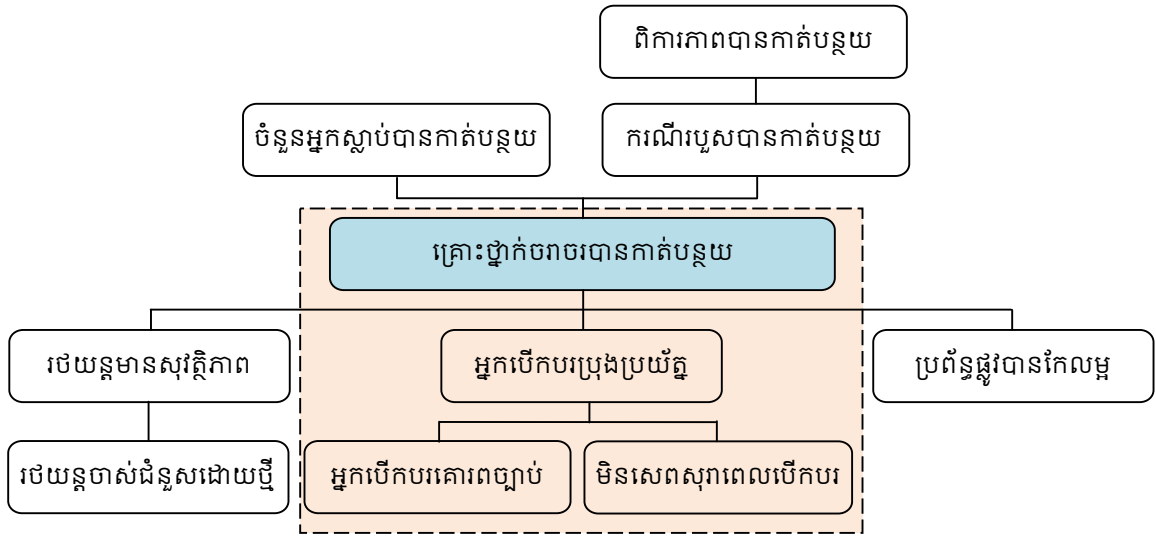 ពិការភាពបានកាត់បន្ថយ
ចំនួនអ្នកស្លាប់បានកាត់បន្ថយ
ករណីរបួសបានកាត់បន្ថយ
គ្រោះថ្នាក់ចរាចរបានកាត់បន្ថយ
រថយន្តមានសុវត្ថិភាព
អ្នកបើកបរប្រុងប្រយ័ត្ន
ប្រព័ន្ធផ្លូវបានកែលម្អ
រថយន្តចាស់ជំនួសដោយថ្មី
អ្នកបើកបរគោរពច្បាប់
មិនសេពសុរាពេលបើកបរ